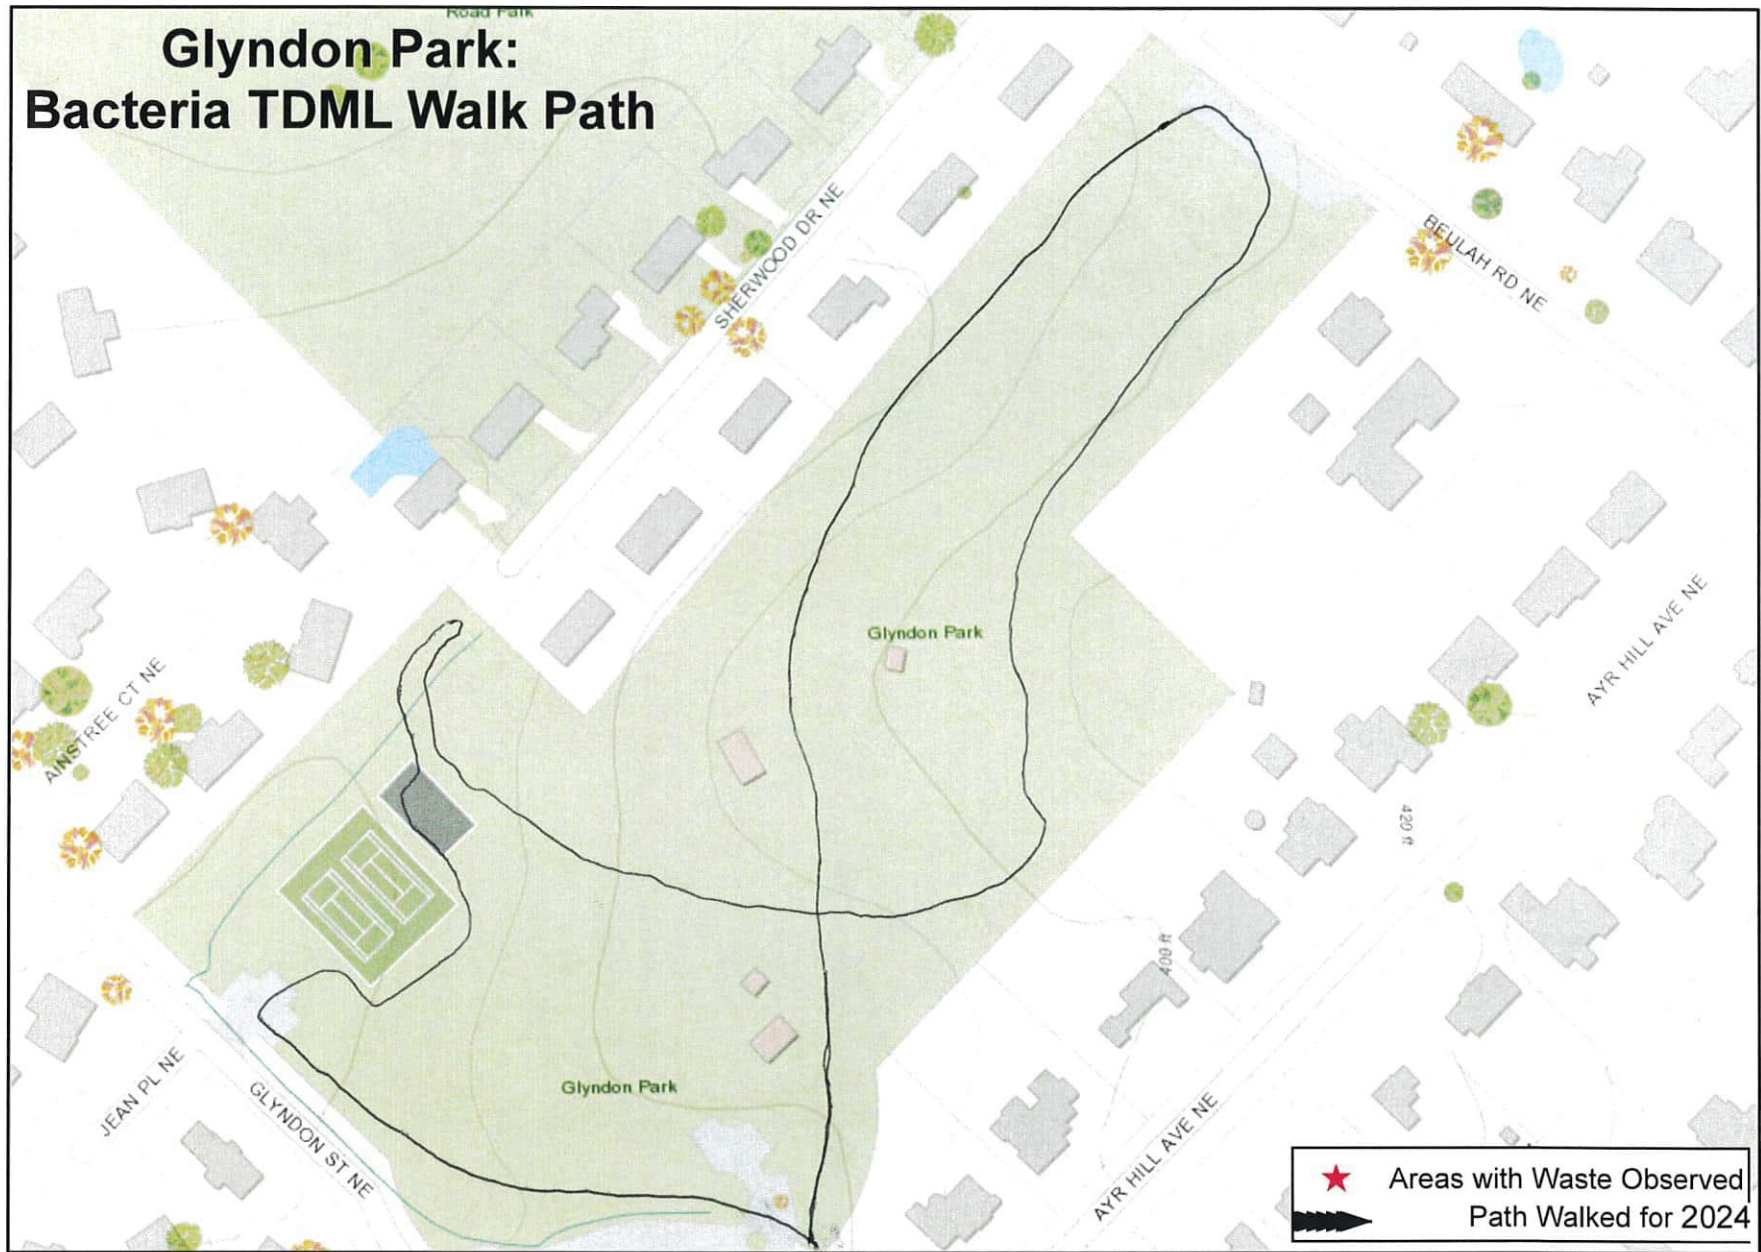 Road Park
Glyndon Park:
Bacteria TDML Walk Path
SHERWOOD DR NE
BEULAH RD NE
Glyndon Park
AYR HILL AVE NE
AINSTREE CT NE
420 ft
400 ft
JEAN PL NE
GLYNDON ST NE
Glyndon Park
AYR HILL AVE NE
Areas with Waste Observed
Path Walked for 2024